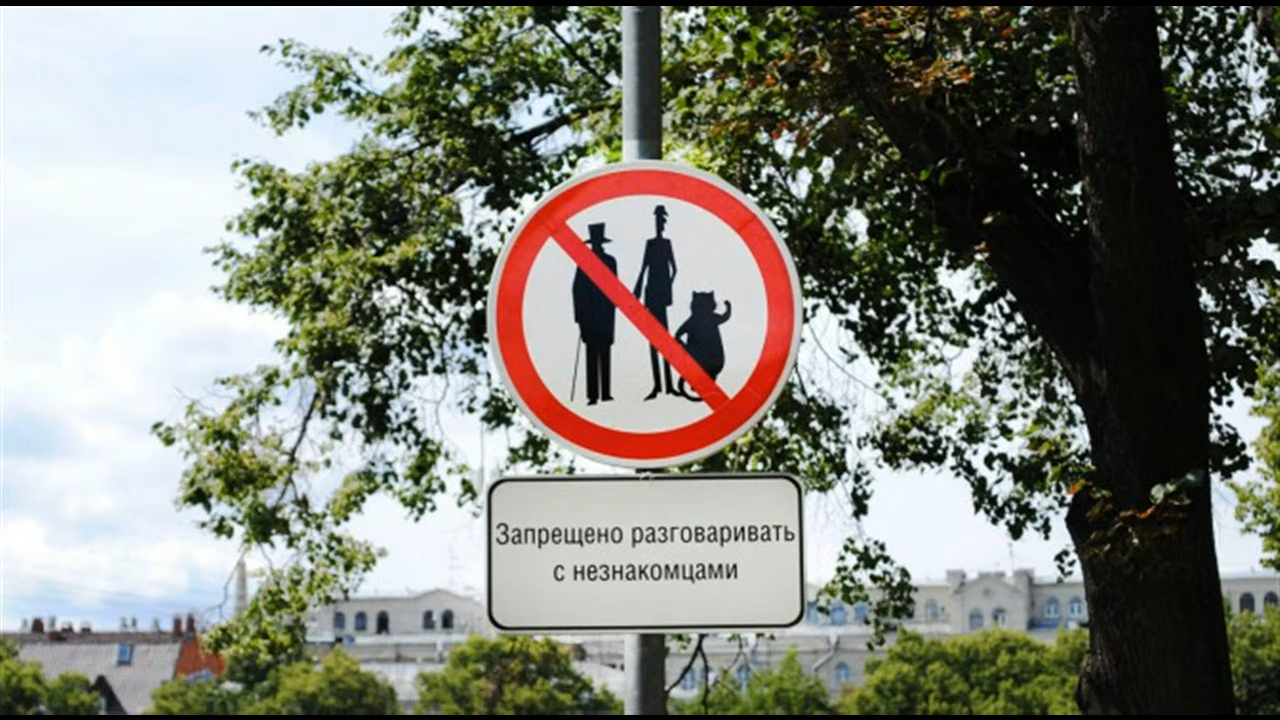 Запрещено разговаривать
с незнакомцами